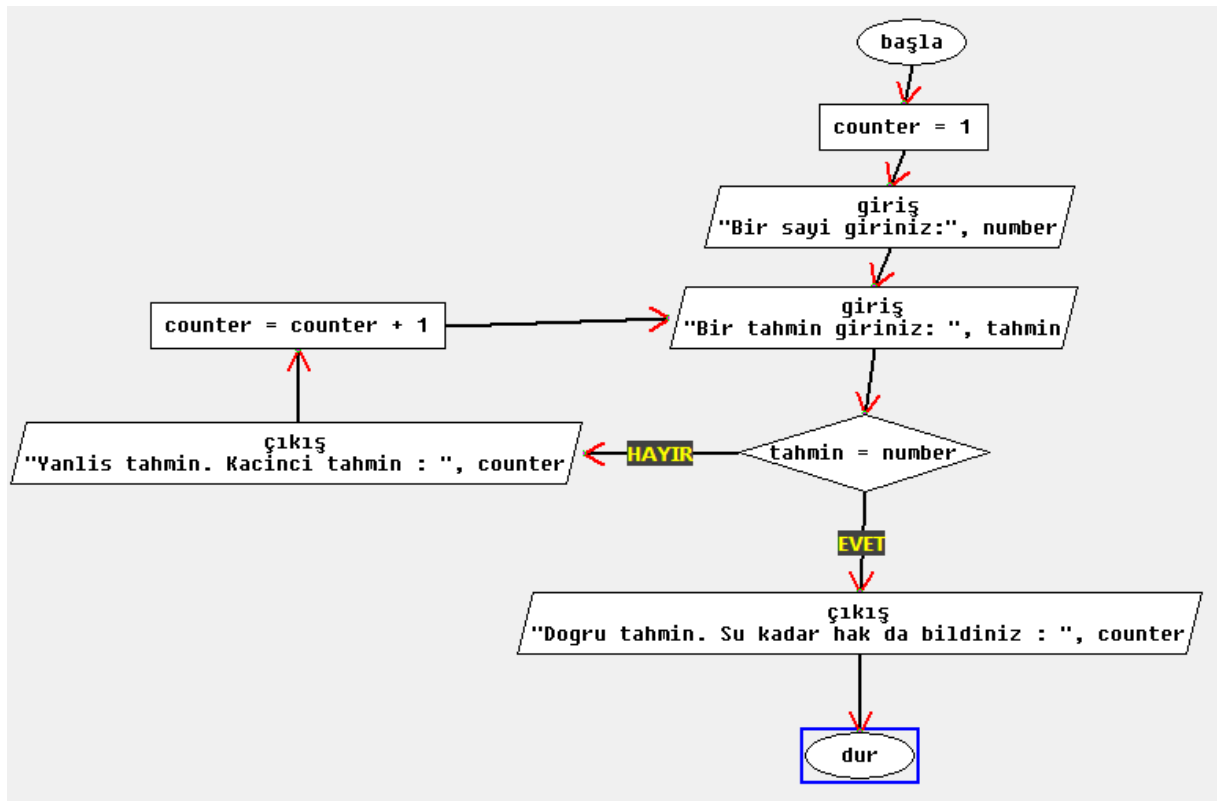 başla
counter = 1
giriş
"Bir sayi giriniz:", number
giriş
"Bir tahmin giriniz: ", tahmin
counter = counter + 1
tahmin = number
HAYIR
çıkış
"Yanlis tahmin. Kacinci tahmin : ", counter
EVET
çıkış
"Dogru tahmin. Su kadar hak da bildiniz : ", counter
dur